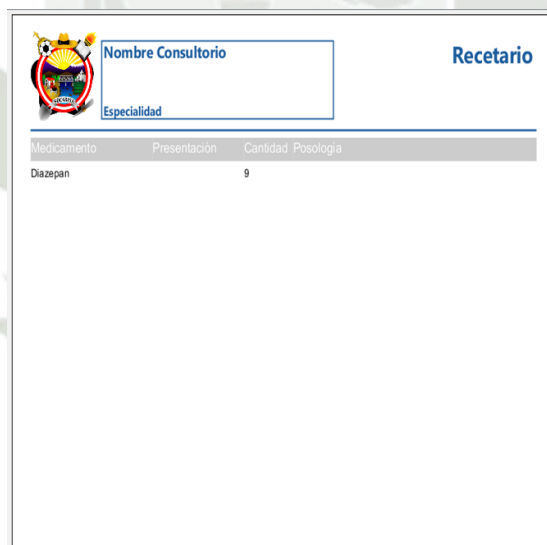 Nombre Consultorio
Recetario
Especialidad
Medicamento Presentación Cantidad Posología
Diazepan 9